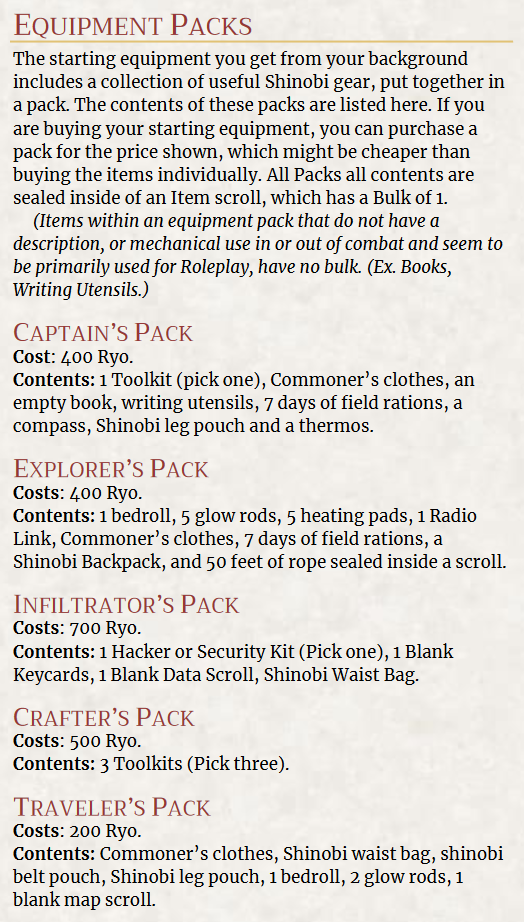 Equipment Packs
The starting equipment you get from your background
includes a collection of useful Shinobi gear, put together in
a pack. The contents of these packs are listed here. If you
are buying your starting equipment, you can purchase a
pack for the price shown, which might be cheaper than
buying the items individually. All Packs all contents are
sealed inside of an Item scroll, which has a Bulk of 1.
(Items within an equipment pack that do not have a
description, or mechanical use in or out of combat and seem to
be primarily used for Roleplay, have no bulk. (Ex. Books,
Writing Utensils.)
Captain's Pack
Cost: 400 Ryo.
Contents: 1 Toolkit (pick one), Commoner's clothes, an
empty book, writing utensils, 7 days of field rations, a
compass, Shinobi leg pouch and a thermos.
Explorer's Pack
Costs: 400 Ryo.
Contents: 1 bedroll, 5 glow rods, 5 heating pads, 1 Radio
Link, Commoner's clothes, 7 days of field rations, a
Shinobi Backpack, and 50 feet of rope sealed inside a scroll.
Infiltrator's Pack
Costs: 700 Ryo.
Contents: 1 Hacker or Security Kit (Pick one), 1 Blank
Keycards, 1 Blank Data Scroll, Shinobi Waist Bag.
Crafter's Pack
Costs: 500 Ryo.
Contents: 3 Toolkits (Pick three).
Traveler's Pack
Costs: 200 Ryo.
Contents: Commoner's clothes, Shinobi waist bag, shinobi
belt pouch, Shinobi leg pouch, 1 bedroll, 2 glow rods, 1
blank map scroll.